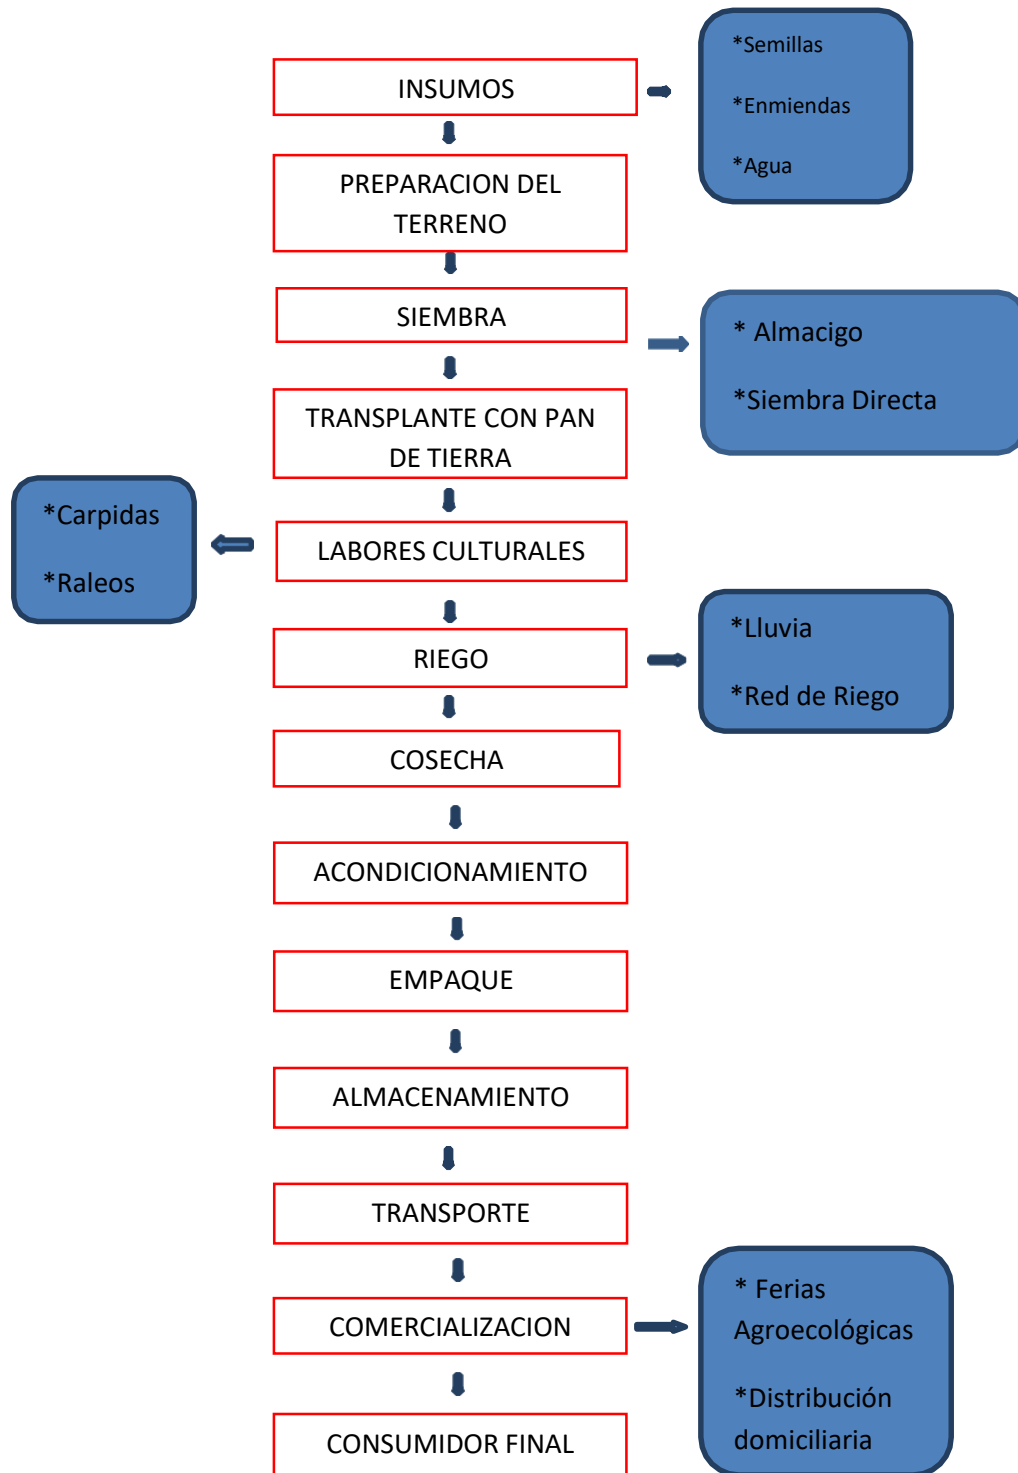 INSUMOS
*Semillas
*Enmiendas
*Agua
PREPARACION DEL
TERRENO
SIEMBRA
* Almacigo
*Siembra Directa
TRANSPLANTE CON PAN
DE TIERRA
LABORES CULTURALES
*Carpidas
*Raleos
RIEGO
*Lluvia
*Red de Riego
COSECHA
ACONDICIONAMIENTO
EMPAQUE
ALMACENAMIENTO
TRANSPORTE
COMERCIALIZACION
* Ferias
Agroecológicas
*Distribución
domiciliaria
CONSUMIDOR FINAL